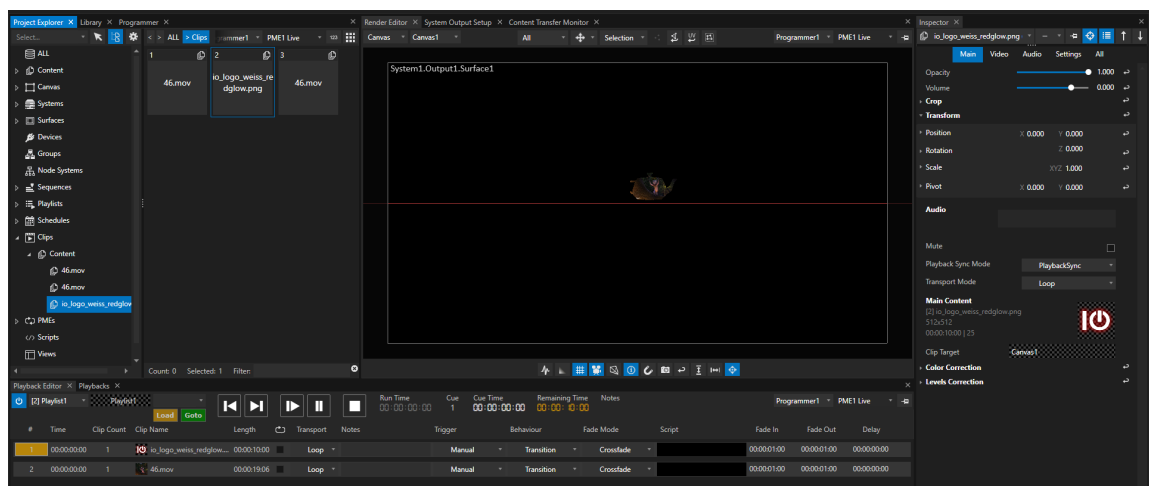 Project Explorer × Library × Programmer ×
Select...
ALL > Clips
Programmer1
PME1 Live
123
ALL
Content
Canvas
Systems
Surfaces
Devices
Groups
Node Systems
Sequences
Playlists
Schedules
Clips
Content
46.mov
46.mov
io_logo_weiss_redglow
PMEs
Scripts
Views
1
46.mov
2
io_logo_weiss_re
dglow.png
3
46.mov
Count: 0 Selected: 1 Filter:
Render Editor × System Output Setup × Content Transfer Monitor ×
Canvas Canvas1 All Selection UV Programmer1 PME1 Live
System1.Output1.Surface1
Inspector ×
io_logo_weiss_redglow.png
Main Video Audio Settings All
Opacity 1.000
Volume 0.000
Crop
Transform
Position X 0.000 Y 0.000
Rotation Z 0.000
Scale XYZ 1.000
Pivot X 0.000 Y 0.000
Audio
Mute
Playback Sync Mode PlaybackSync
Transport Mode Loop
Main Content
[2] io_logo_weiss_redglow.png
512x512
00:00:10:00 | 25
Clip Target Canvas1
Color Correction
Levels Correction
Playback Editor × Playbacks ×
[2] Playlist1 Playlist1
Load Goto
Run Time Cue Cue Time Remaining Time Notes
00:00:00:00 1 00:00:00:00 00:00:10:00
Programmer1 PME1 Live
# Time Clip Count Clip Name Length Transport Notes Trigger Behaviour Fade Mode Script Fade In Fade Out Delay
1 00:00:00:00 1 io_logo_weiss_redglow.... 00:00:10:00 Loop Manual Transition Crossfade 00:00:01:00 00:00:01:00 00:00:00:00
2 00:00:00:00 1 46.mov 00:00:19:06 Loop Manual Transition Crossfade 00:00:01:00 00:00:01:00 00:00:00:00